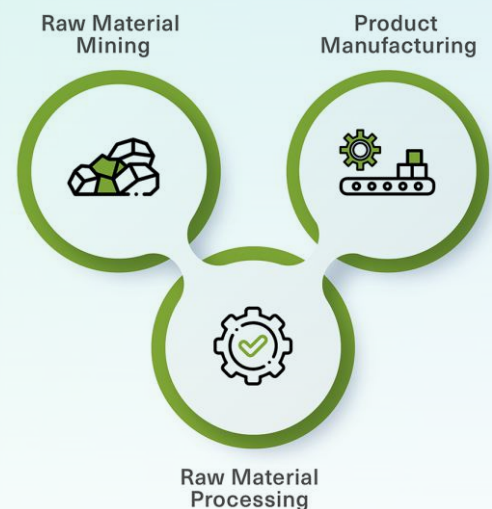 Raw Material
Mining
Product
Manufacturing
Raw Material
Processing